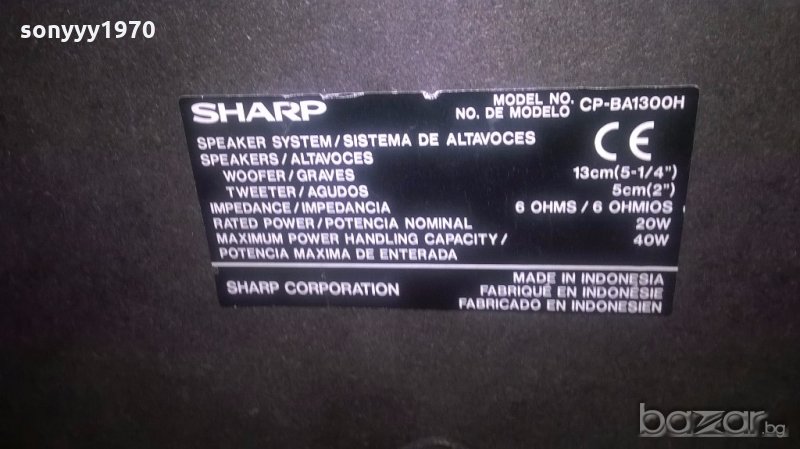 sonyyy1970
SHARP
MODEL NO.
NO. DE MODELO CP-BA1300H
SPEAKER SYSTEM/SISTEMA DE ALTAVOCES
CE
SPEAKERS/ALTAVOCES
WOOFER/GRAVES 13cm(5-1/4")
TWEETER/AGUDOS 5cm(2")
IMPEDANCE/IMPEDANCIA 6 OHMS/6 OHMIOS
RATED POWER/POTENCIA NOMINAL 20W
MAXIMUM POWER HANDLING CAPACITY/ 40W
POTENCIA MAXIMA DE ENTERADA
SHARP CORPORATION
MADE IN INDONESIA
FABRIQUÉ EN INDONÉSIE
FABRICADO EN INDONESIEN
bazar.bg